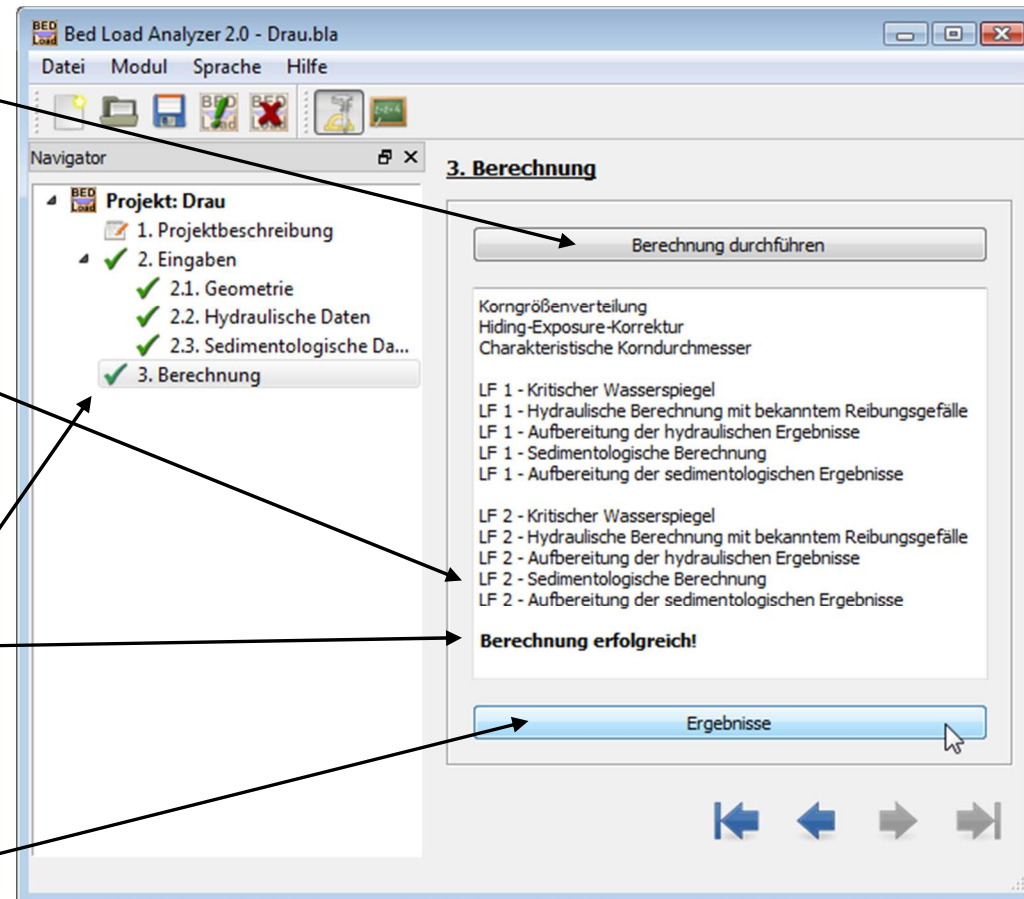 BED Load Bed Load Analyzer 2.0 - Drau.bla
Datei Modul Sprache Hilfe
Navigator
BED Load Projekt: Drau
1. Projektbeschreibung
2. Eingaben
2.1. Geometrie
2.2. Hydraulische Daten
2.3. Sedimentologische Da...
3. Berechnung
3. Berechnung
Berechnung durchführen
Korngrößenverteilung
Hiding-Exposure-Korrektur
Charakteristische Korndurchmesser
LF 1 - Kritischer Wasserspiegel
LF 1 - Hydraulische Berechnung mit bekanntem Reibungsgefälle
LF 1 - Aufbereitung der hydraulischen Ergebnisse
LF 1 - Sedimentologische Berechnung
LF 1 - Aufbereitung der sedimentologischen Ergebnisse
LF 2 - Kritischer Wasserspiegel
LF 2 - Hydraulische Berechnung mit bekanntem Reibungsgefälle
LF 2 - Aufbereitung der hydraulischen Ergebnisse
LF 2 - Sedimentologische Berechnung
LF 2 - Aufbereitung der sedimentologischen Ergebnisse
Berechnung erfolgreich!
Ergebnisse